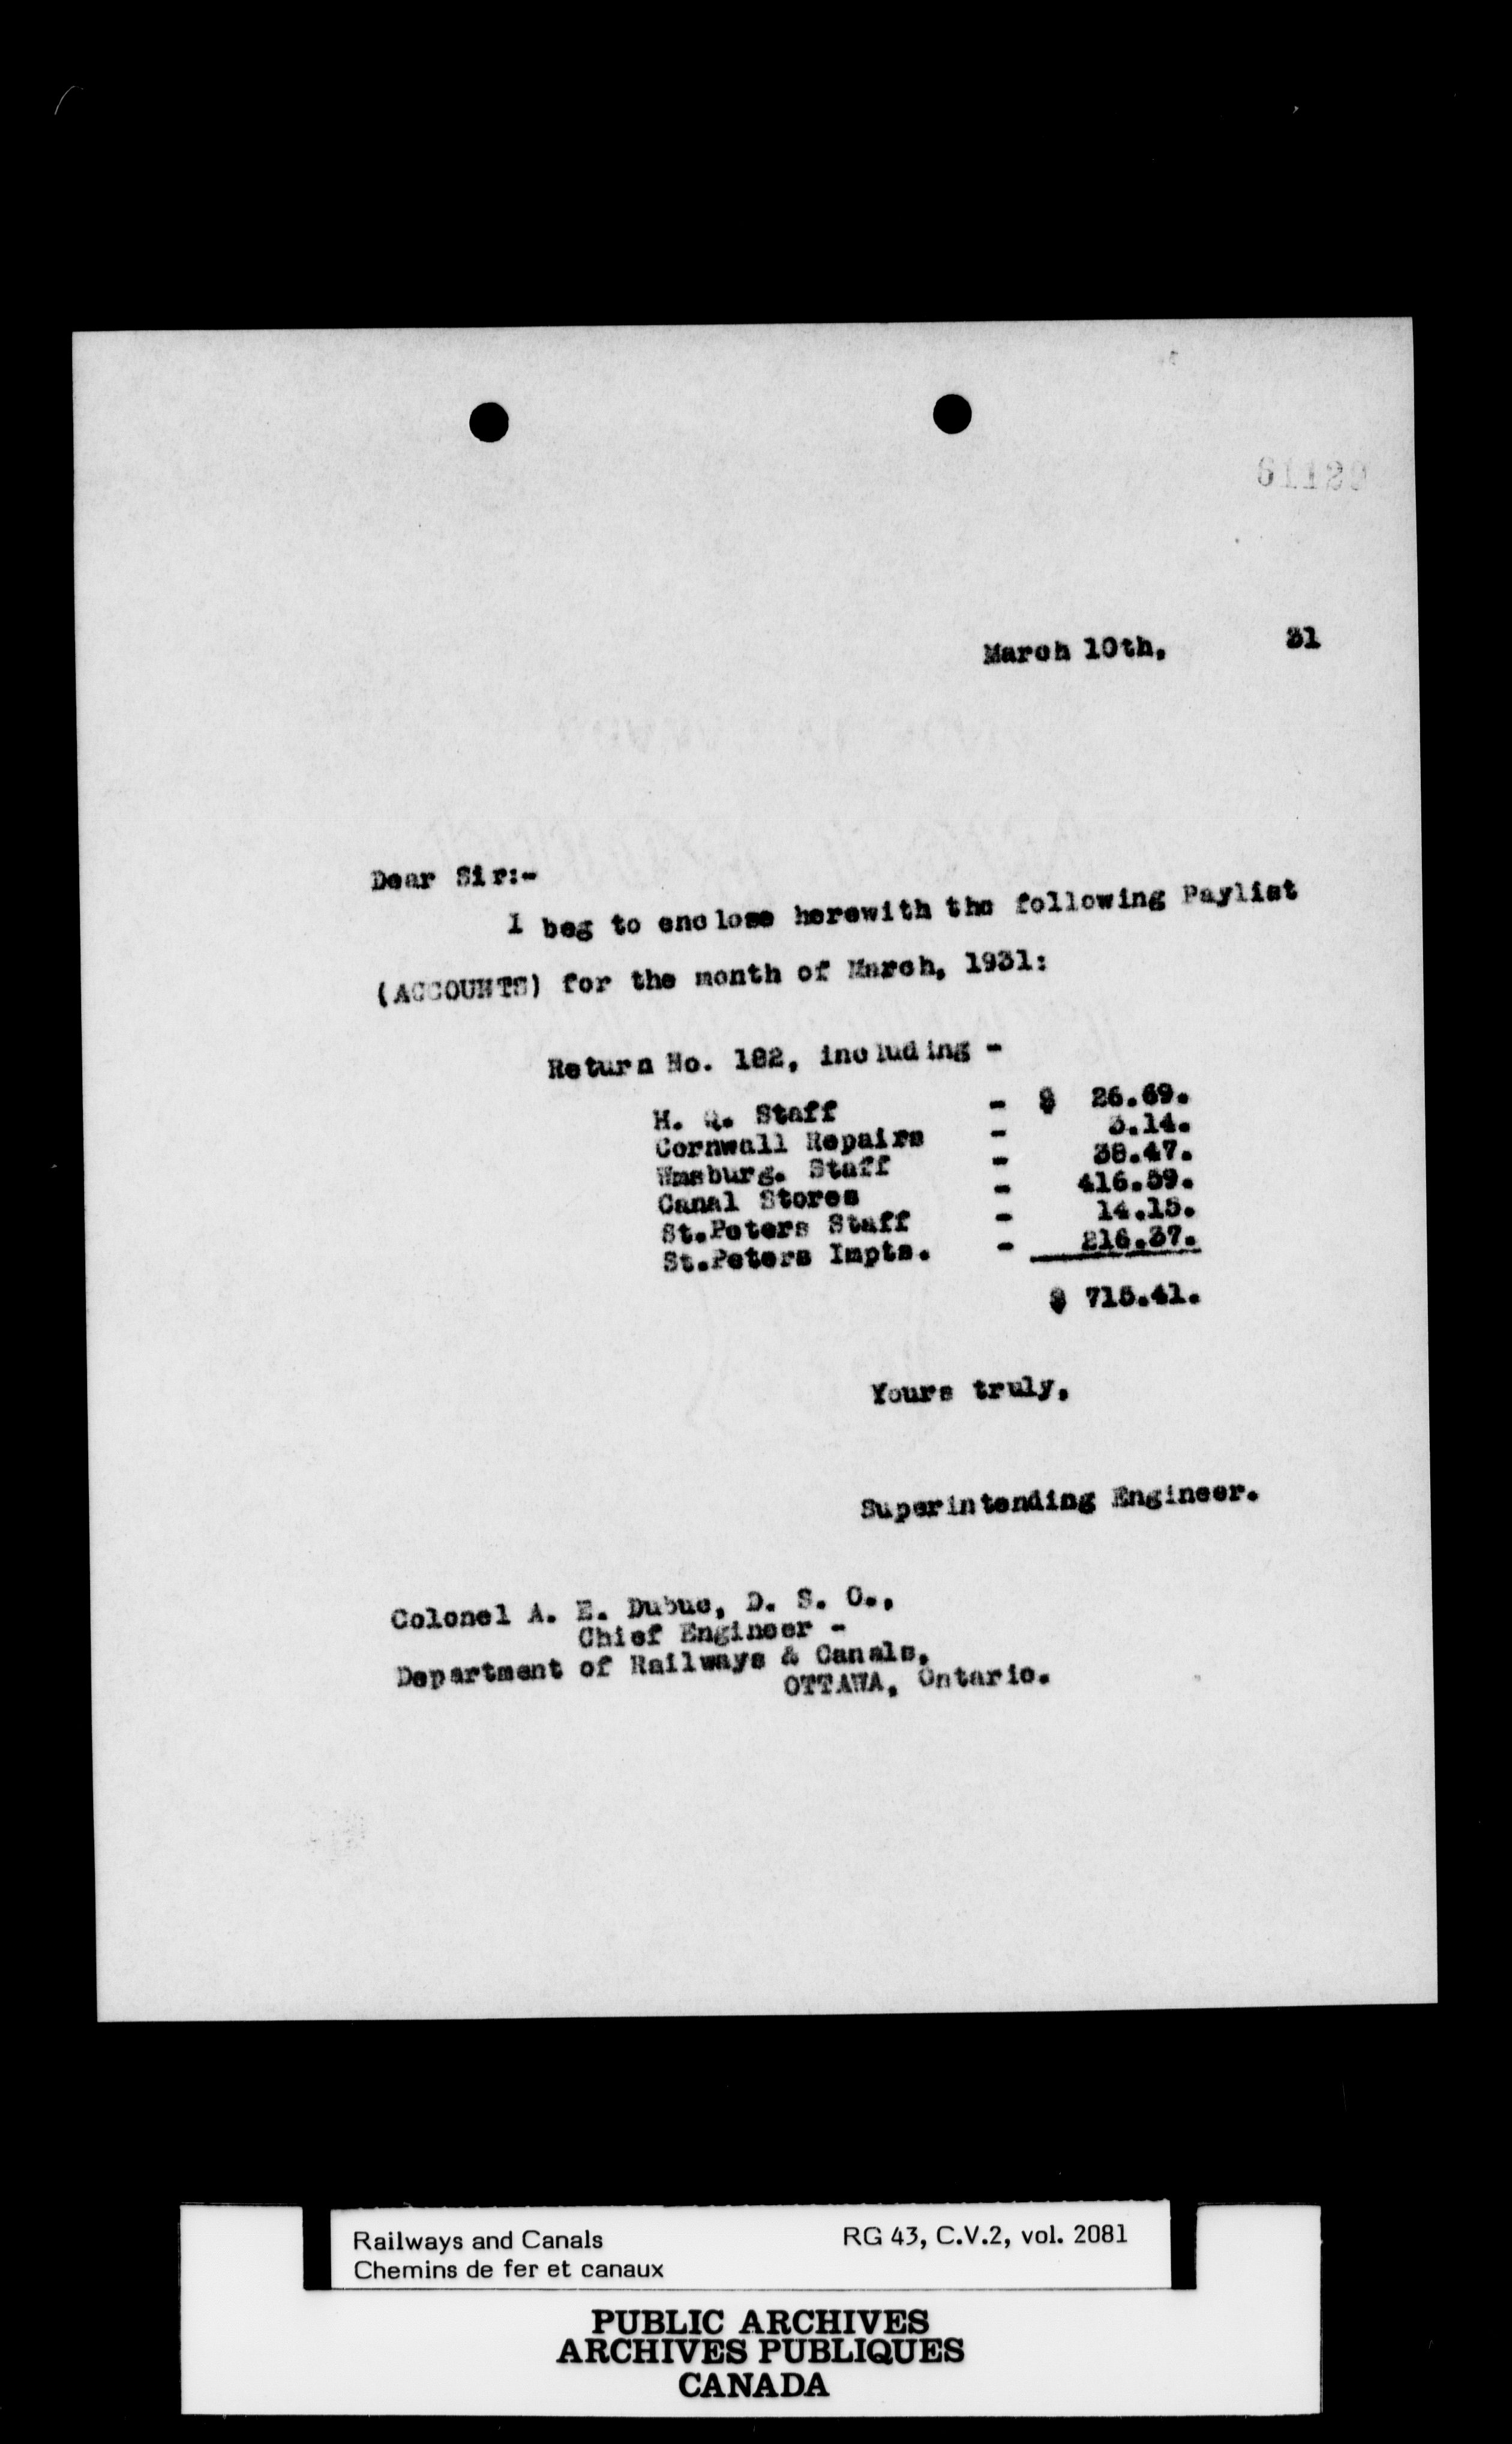 March 10th, 31
Dear Sir:-
I beg to enclose herewith the following Paylist
(ACCOUNTS) for the month of March, 1931:
Return No. 182, including -
H. Q. Staff - $ 26.69.
Cornwall Repairs - 3.14.
Wmsburg. Staff - 38.47.
Canal Stores - 416.59.
St.Peters Staff - 14.15.
St.Peters Impts. - 216.37.
$ 715.41.
Yours truly,
Superintending Engineer.
Colonel A. E. Dubuc, D. S. O.,
Chief Engineer -
Department of Railways & Canals,
OTTAWA, Ontario.
Railways and Canals RG 43, C.V.2, vol. 2081
Chemins de fer et canaux
PUBLIC ARCHIVES
ARCHIVES PUBLIQUES
CANADA